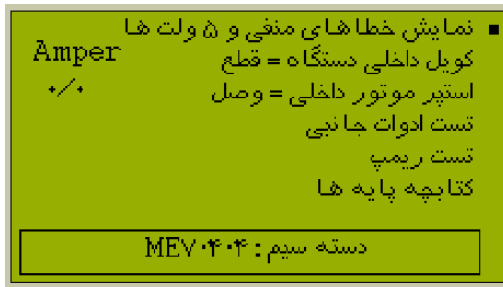 ▪ نمایش خطاهای منفی و ۵ ولت ها
Amper
کویل داخلی دستگاه = قطع
۰/۰
استپر موتور داخلی = وصل
تست ادوات جانبی
تست ریمپ
کتابچه پایه ها
دسته سیم: MEV۰۴۰۴